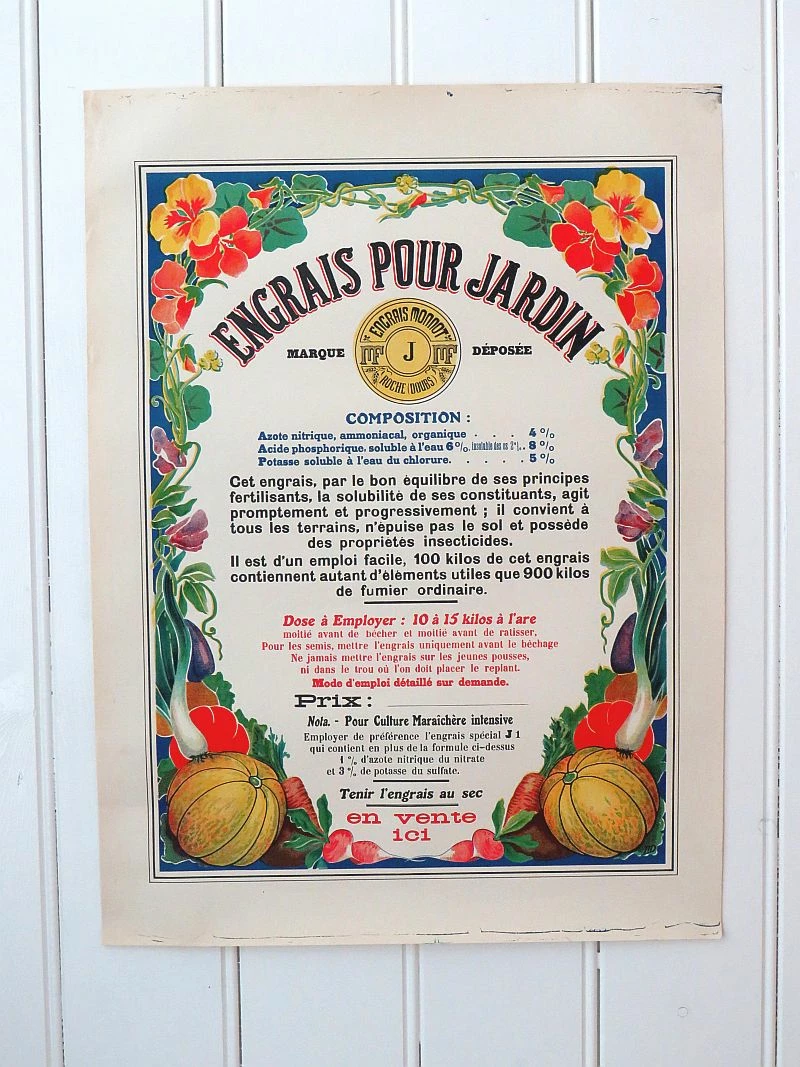 ENGRAIS POUR JARDIN
ENGRAIS MONNOT
MARQUE
MF
J
MF
DÉPOSÉE
ROCHE (DOUBS)
COMPOSITION :
Azote nitrique, ammoniacal, organique . . . 4 %
Acide phosphorique, soluble à l'eau 6 %, insoluble des os 2 % . . 8 %
Potasse soluble à l'eau du chlorure. . . . . . 5 %
Cet engrais, par le bon équilibre de ses principes
fertilisants, la solubilité de ses constituants, agit
promptement et progressivement ; il convient à
tous les terrains, n'épuise pas le sol et possède
des propriétés insecticides.
Il est d'un emploi facile, 100 kilos de cet engrais
contiennent autant d'éléments utiles que 900 kilos
de fumier ordinaire.
Dose à Employer : 10 à 15 kilos à l'are
moitié avant de bêcher et moitié avant de ratisser,
Pour les semis, mettre l'engrais uniquement avant le bêchage
Ne jamais mettre l'engrais sur les jeunes pousses,
ni dans le trou où l'on doit placer le replant.
Mode d'emploi détaillé sur demande.
Prix :
Nota. - Pour Culture Maraîchère intensive
Employer de préférence l'engrais spécial J 1
qui contient en plus de la formule ci-dessus
1 % d'azote nitrique du nitrate
et 3 % de potasse du sulfate.
Tenir l'engrais au sec
en vente
ici